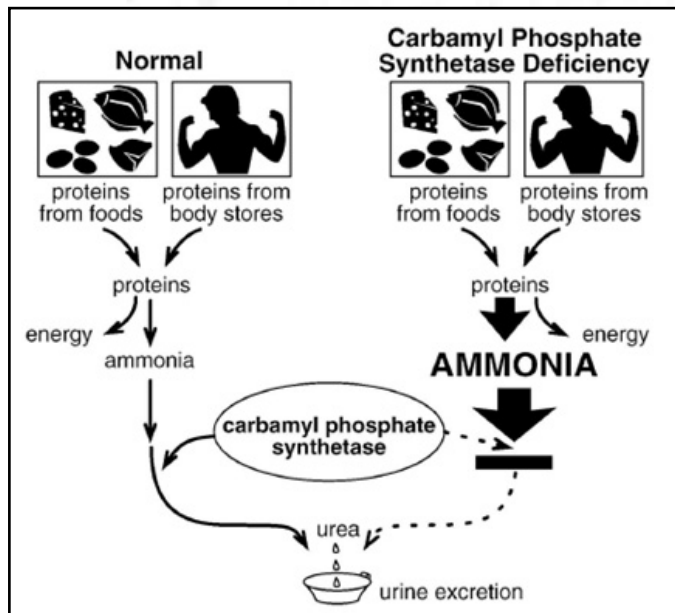 Normal
proteins
from foods
proteins from
body stores
proteins
energy
ammonia
Carbamyl Phosphate
Synthetase Deficiency
proteins
from foods
proteins from
body stores
proteins
energy
AMMONIA
carbamyl phosphate
synthetase
urea
urine excretion